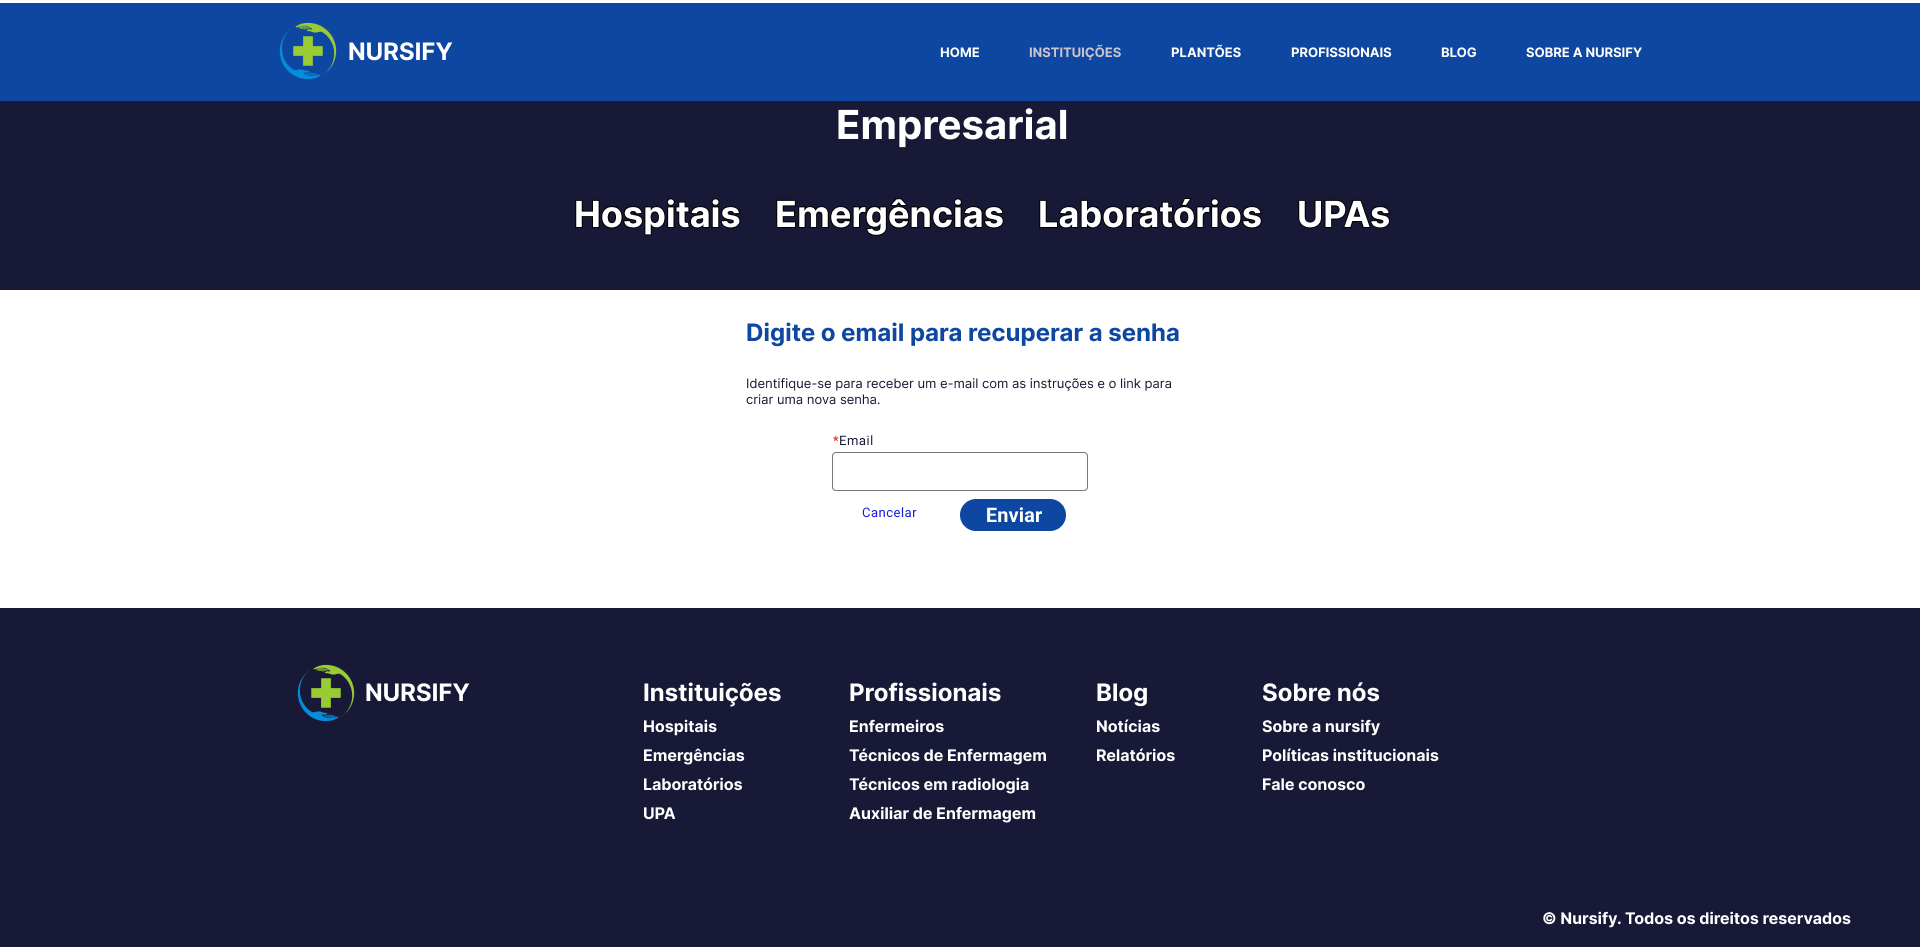 NURSIFY
HOME INSTITUIÇÕES PLANTÕES PROFISSIONAIS BLOG SOBRE A NURSIFY
Empresarial
Hospitais Emergências Laboratórios UPAs
Digite o email para recuperar a senha
Identifique-se para receber um e-mail com as instruções e o link para
criar uma nova senha.
*Email
Cancelar Enviar
NURSIFY
Instituições
Hospitais
Emergências
Laboratórios
UPA
Profissionais
Enfermeiros
Técnicos de Enfermagem
Técnicos em radiologia
Auxiliar de Enfermagem
Blog
Notícias
Relatórios
Sobre nós
Sobre a nursify
Políticas institucionais
Fale conosco
© Nursify. Todos os direitos reservados